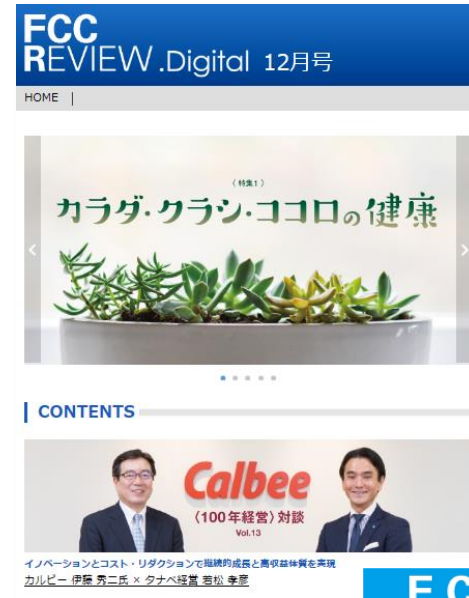 FCC
REVIEW.Digital 12月号
HOME |
〈特集1〉
カラダ・クラシ・ココロの健康
CONTENTS
Calbee
〈100年経営〉対談
Vol.13
イノベーションとコスト・リダクションで継続的成長と高収益体質を実現
カルビー 伊藤 秀二氏 × タナベ経営 若松 孝彦
F C